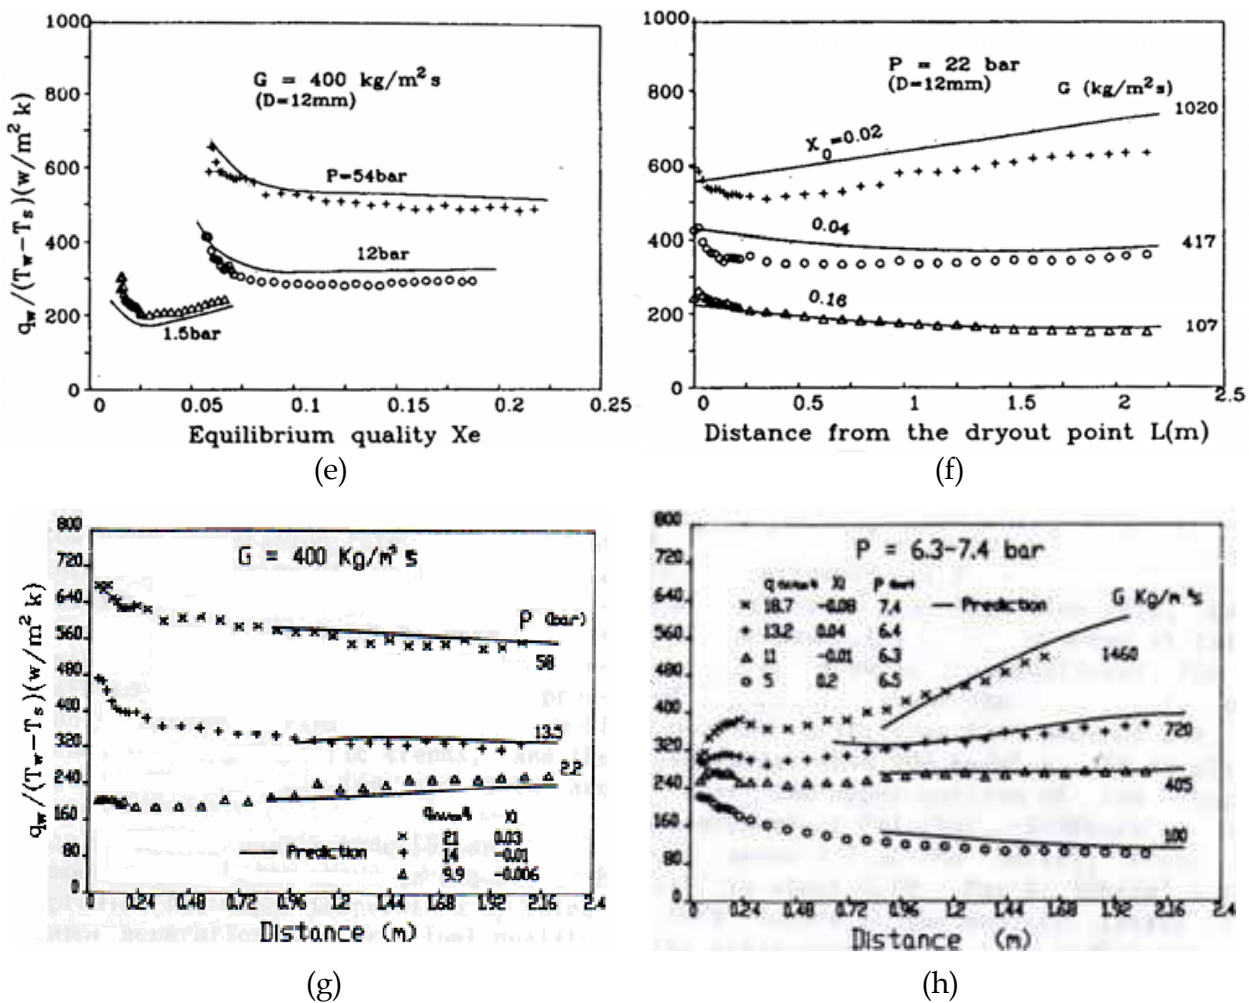 1000
800
600
400
200
0
q_w/(T_w-T_s)(w/m²k)
G = 400 kg/m²s
(D=12mm)
P=54bar
12bar
1.5bar
0 0.05 0.10 0.15 0.20 0.25
Equilibrium quality Xe
(e)
1000
800
600
400
200
0
P = 22 bar
(D=12mm)
G (kg/m²s)
X₀=0.02
1020
0.04
417
0.16
107
0 0.5 1 1.5 2 2.5
Distance from the dryout point L(m)
(f)
800
720
640
560
480
400
320
240
160
80
0
q_w/(T_w-T_s)(w/m²k)
G = 400 Kg/m² s
P (bar)
58
13.5
2.2
XI
× 21 0.03
Prediction + 14 -0.01
△ 9.9 -0.006
0 0.24 0.48 0.72 0.96 1.2 1.44 1.68 1.92 2.16 2.4
Distance (m)
(g)
800
720
640
560
480
400
320
240
160
80
0
P = 6.3-7.4 bar
XI
× 18.7 -0.08 7.4
+ 13.2 0.04 6.4
△ 11 -0.01 6.3
○ 5 0.2 6.5
Prediction
G Kg/m² s
1460
720
405
100
0 0.24 0.48 0.72 0.96 1.2 1.44 1.68 1.92 2.16 2.4
Distance (m)
(h)